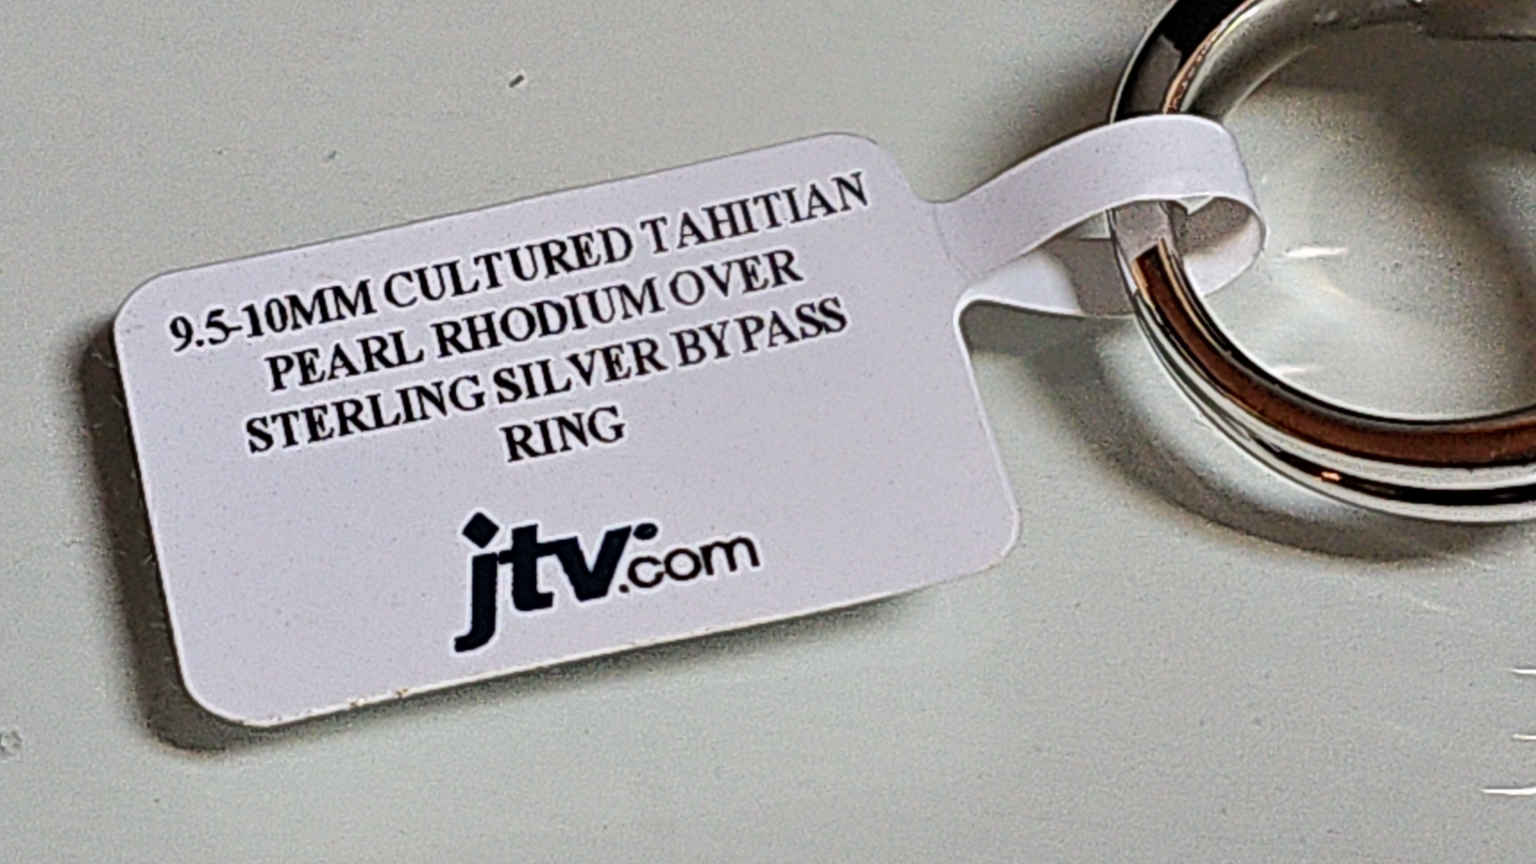 9.5-10MM CULTURED TAHITIAN
PEARL RHODIUM OVER
STERLING SILVER BYPASS
RING
jtv.com